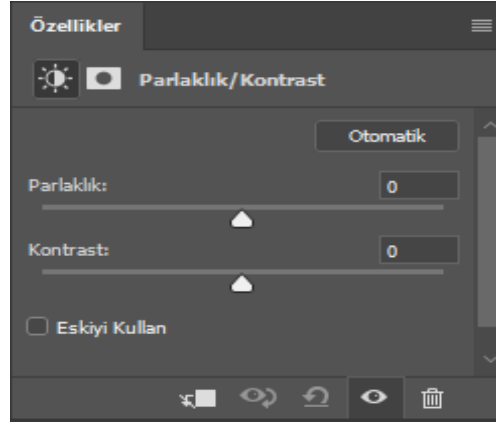 Özellikler
Parlaklık/Kontrast
Otomatik
Parlaklık: 0
Kontrast: 0
Eskiyi Kullan